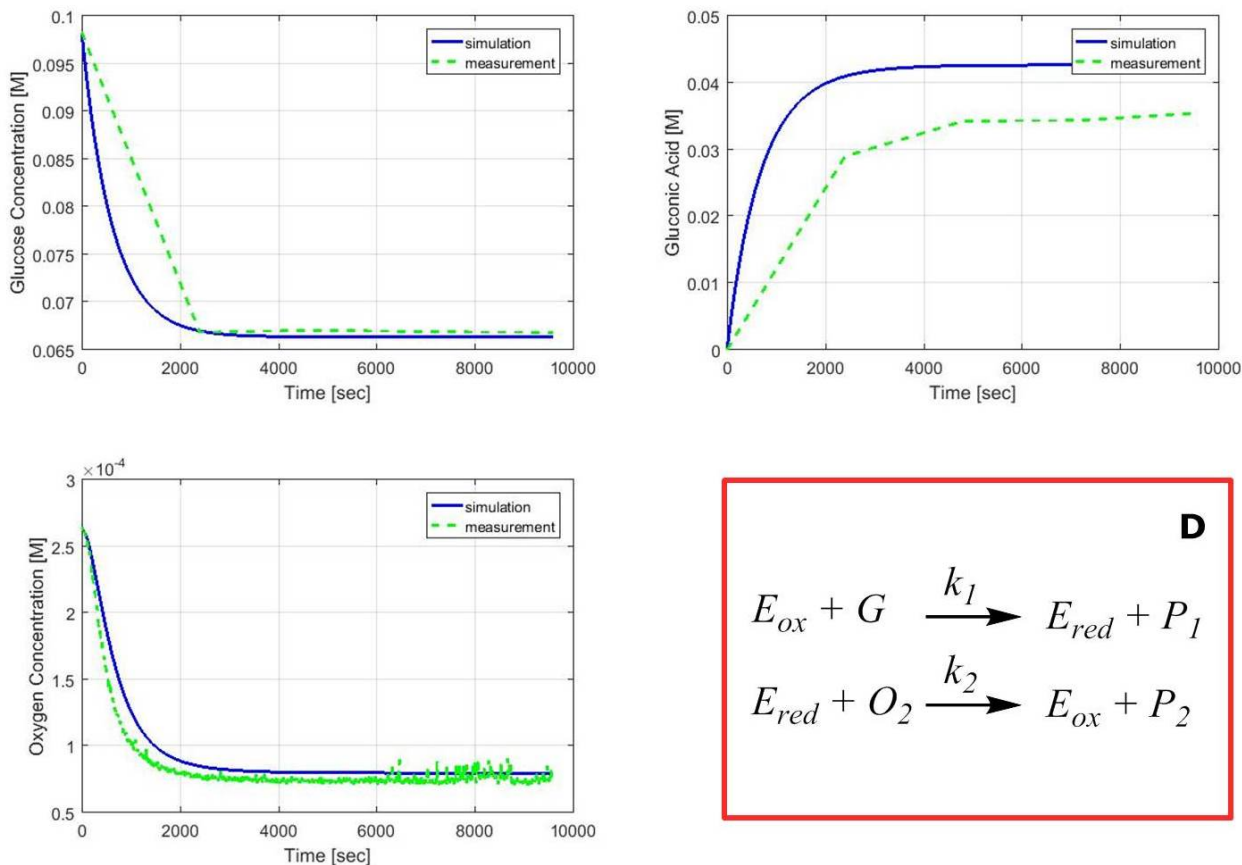 0.1
0.095
0.09
0.085
0.08
0.075
0.07
0.065
Glucose Concentration [M]
simulation
measurement
0 2000 4000 6000 8000 10000
Time [sec]
0.05
0.04
0.03
0.02
0.01
0
Gluconic Acid [M]
simulation
measurement
0 2000 4000 6000 8000 10000
Time [sec]
×10⁻⁴
3
2.5
2
1.5
1
0.5
Oxygen Concentration [M]
simulation
measurement
0 2000 4000 6000 8000 10000
Time [sec]
D
k₁
E_ox + G → E_red + P₁
k₂
E_red + O₂ → E_ox + P₂